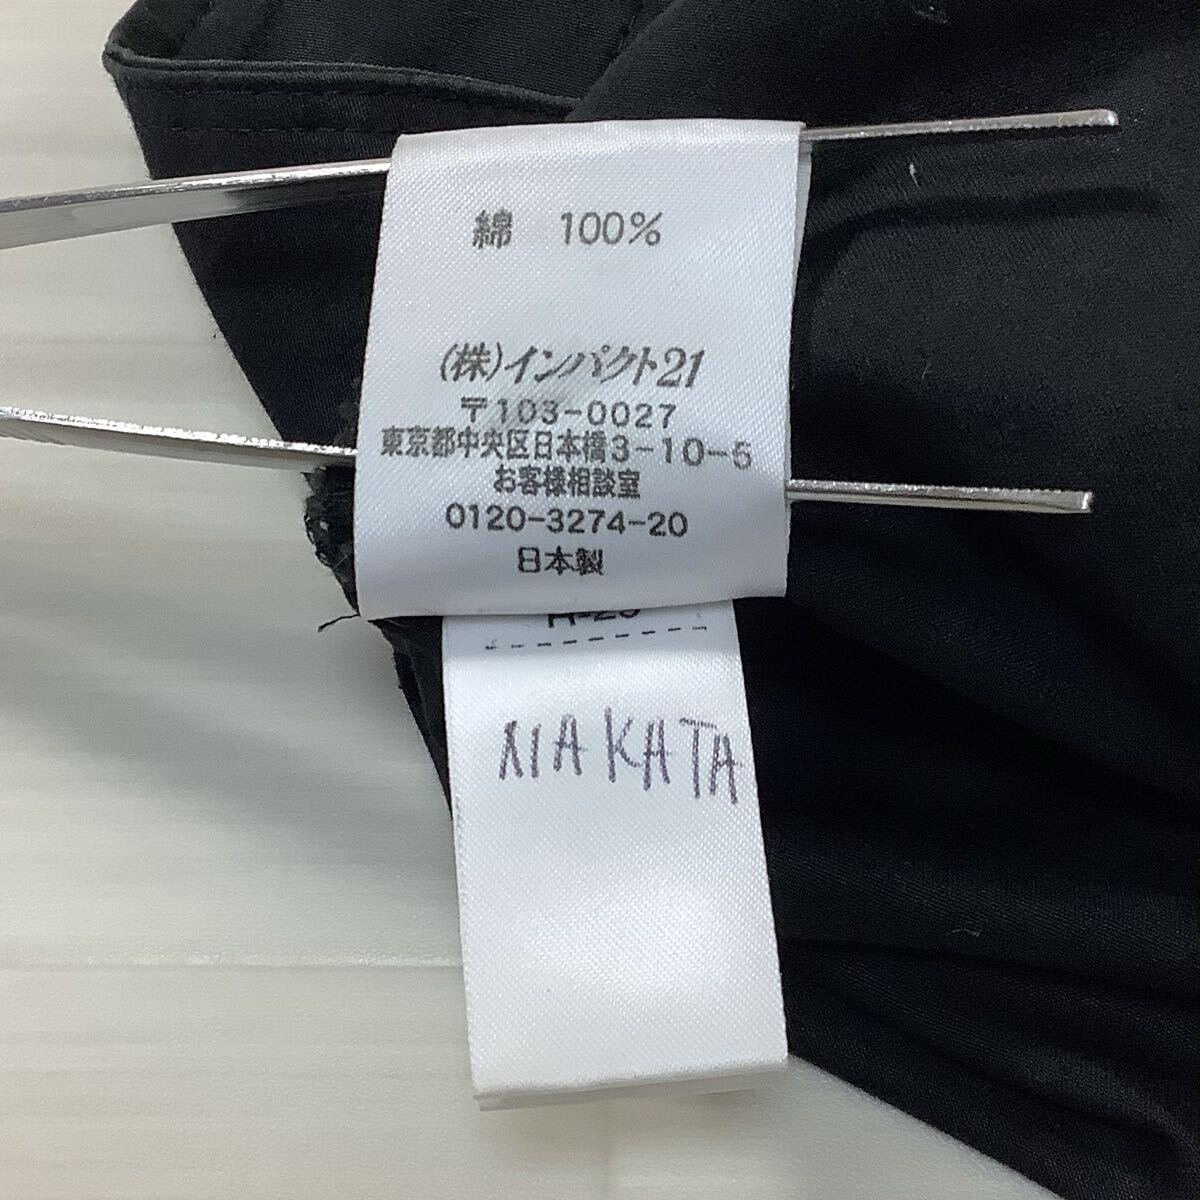 綿 100%
(株)インパクト21
〒103-0027
東京都中央区日本橋3-10-5
お客様相談室
0120-3274-20
日本製
NAKATA